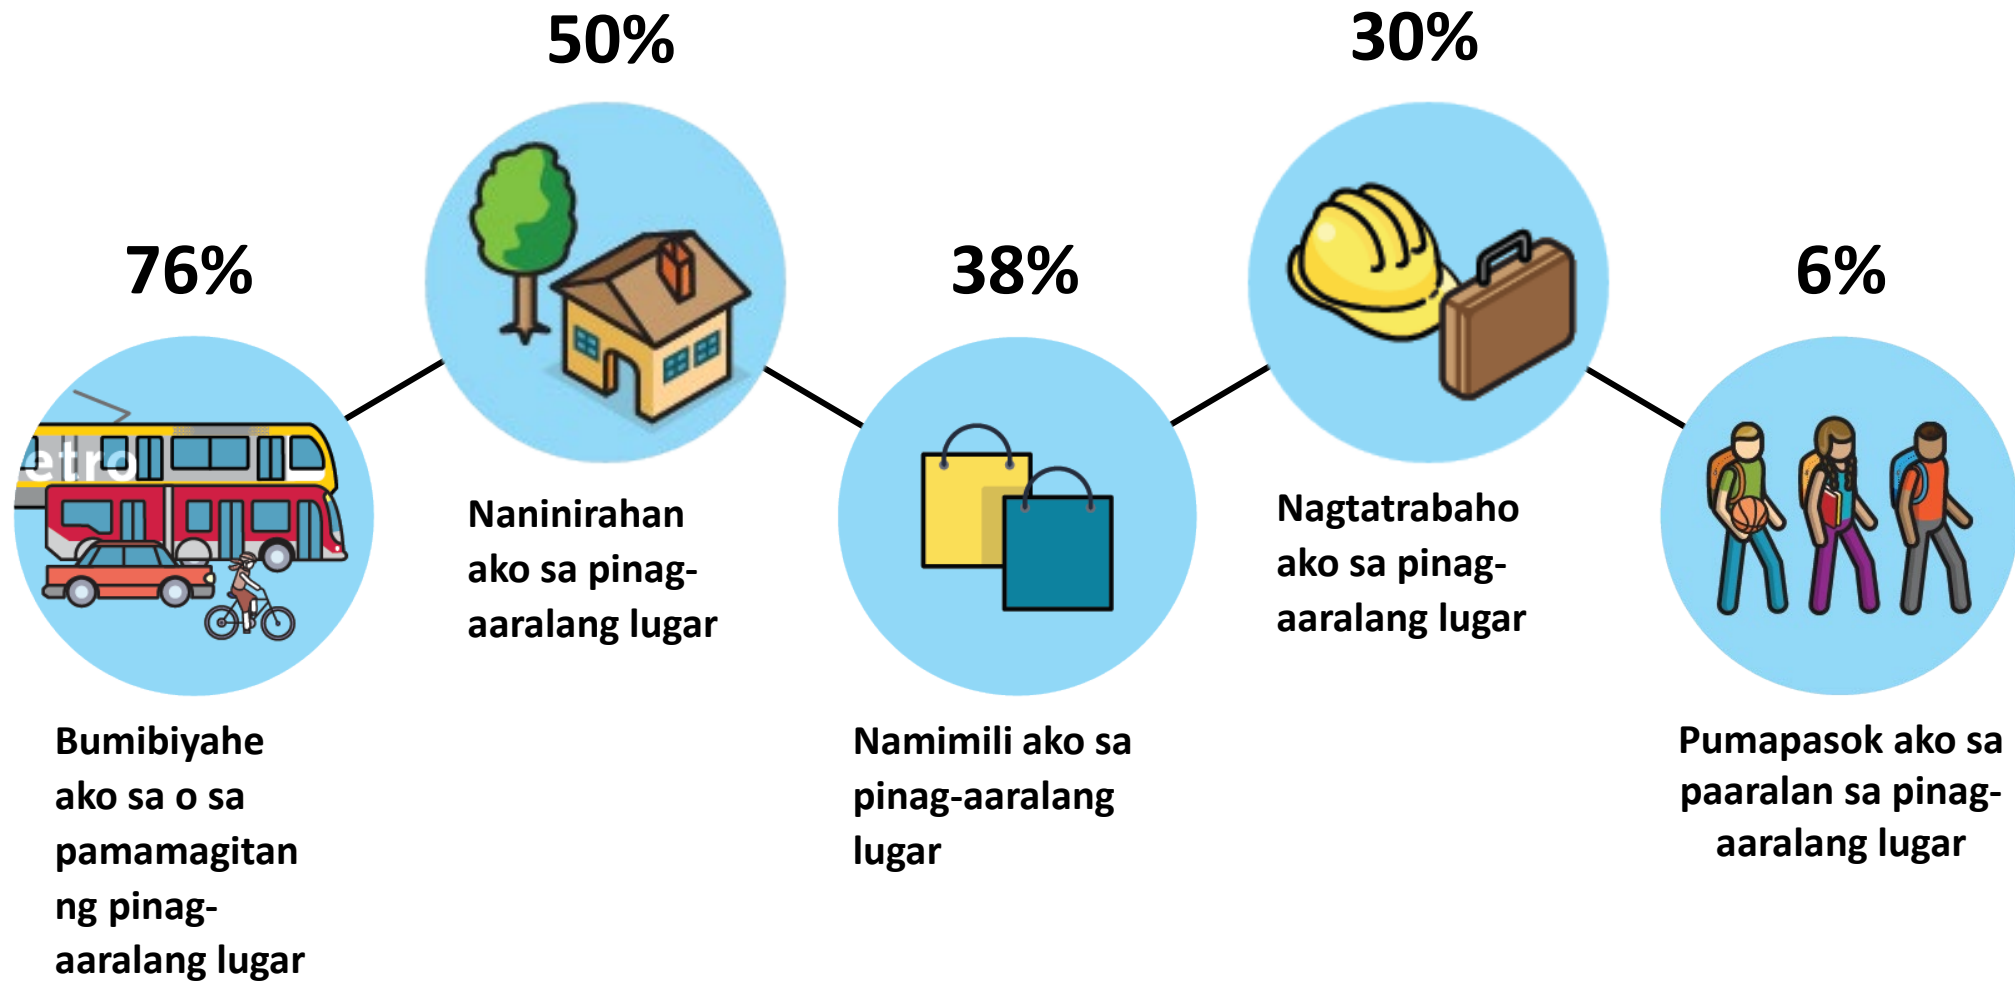 76%
Bumibiyahe
ako sa o sa
pamamagitan
ng pinag-
aaralang lugar
50%
Naninirahan
ako sa pinag-
aaralang lugar
38%
Namimili ako sa
pinag-aaralang
lugar
30%
Nagtatrabaho
ako sa pinag-
aaralang lugar
6%
Pumapasok ako sa
paaralan sa pinag-
aaralang lugar
etro